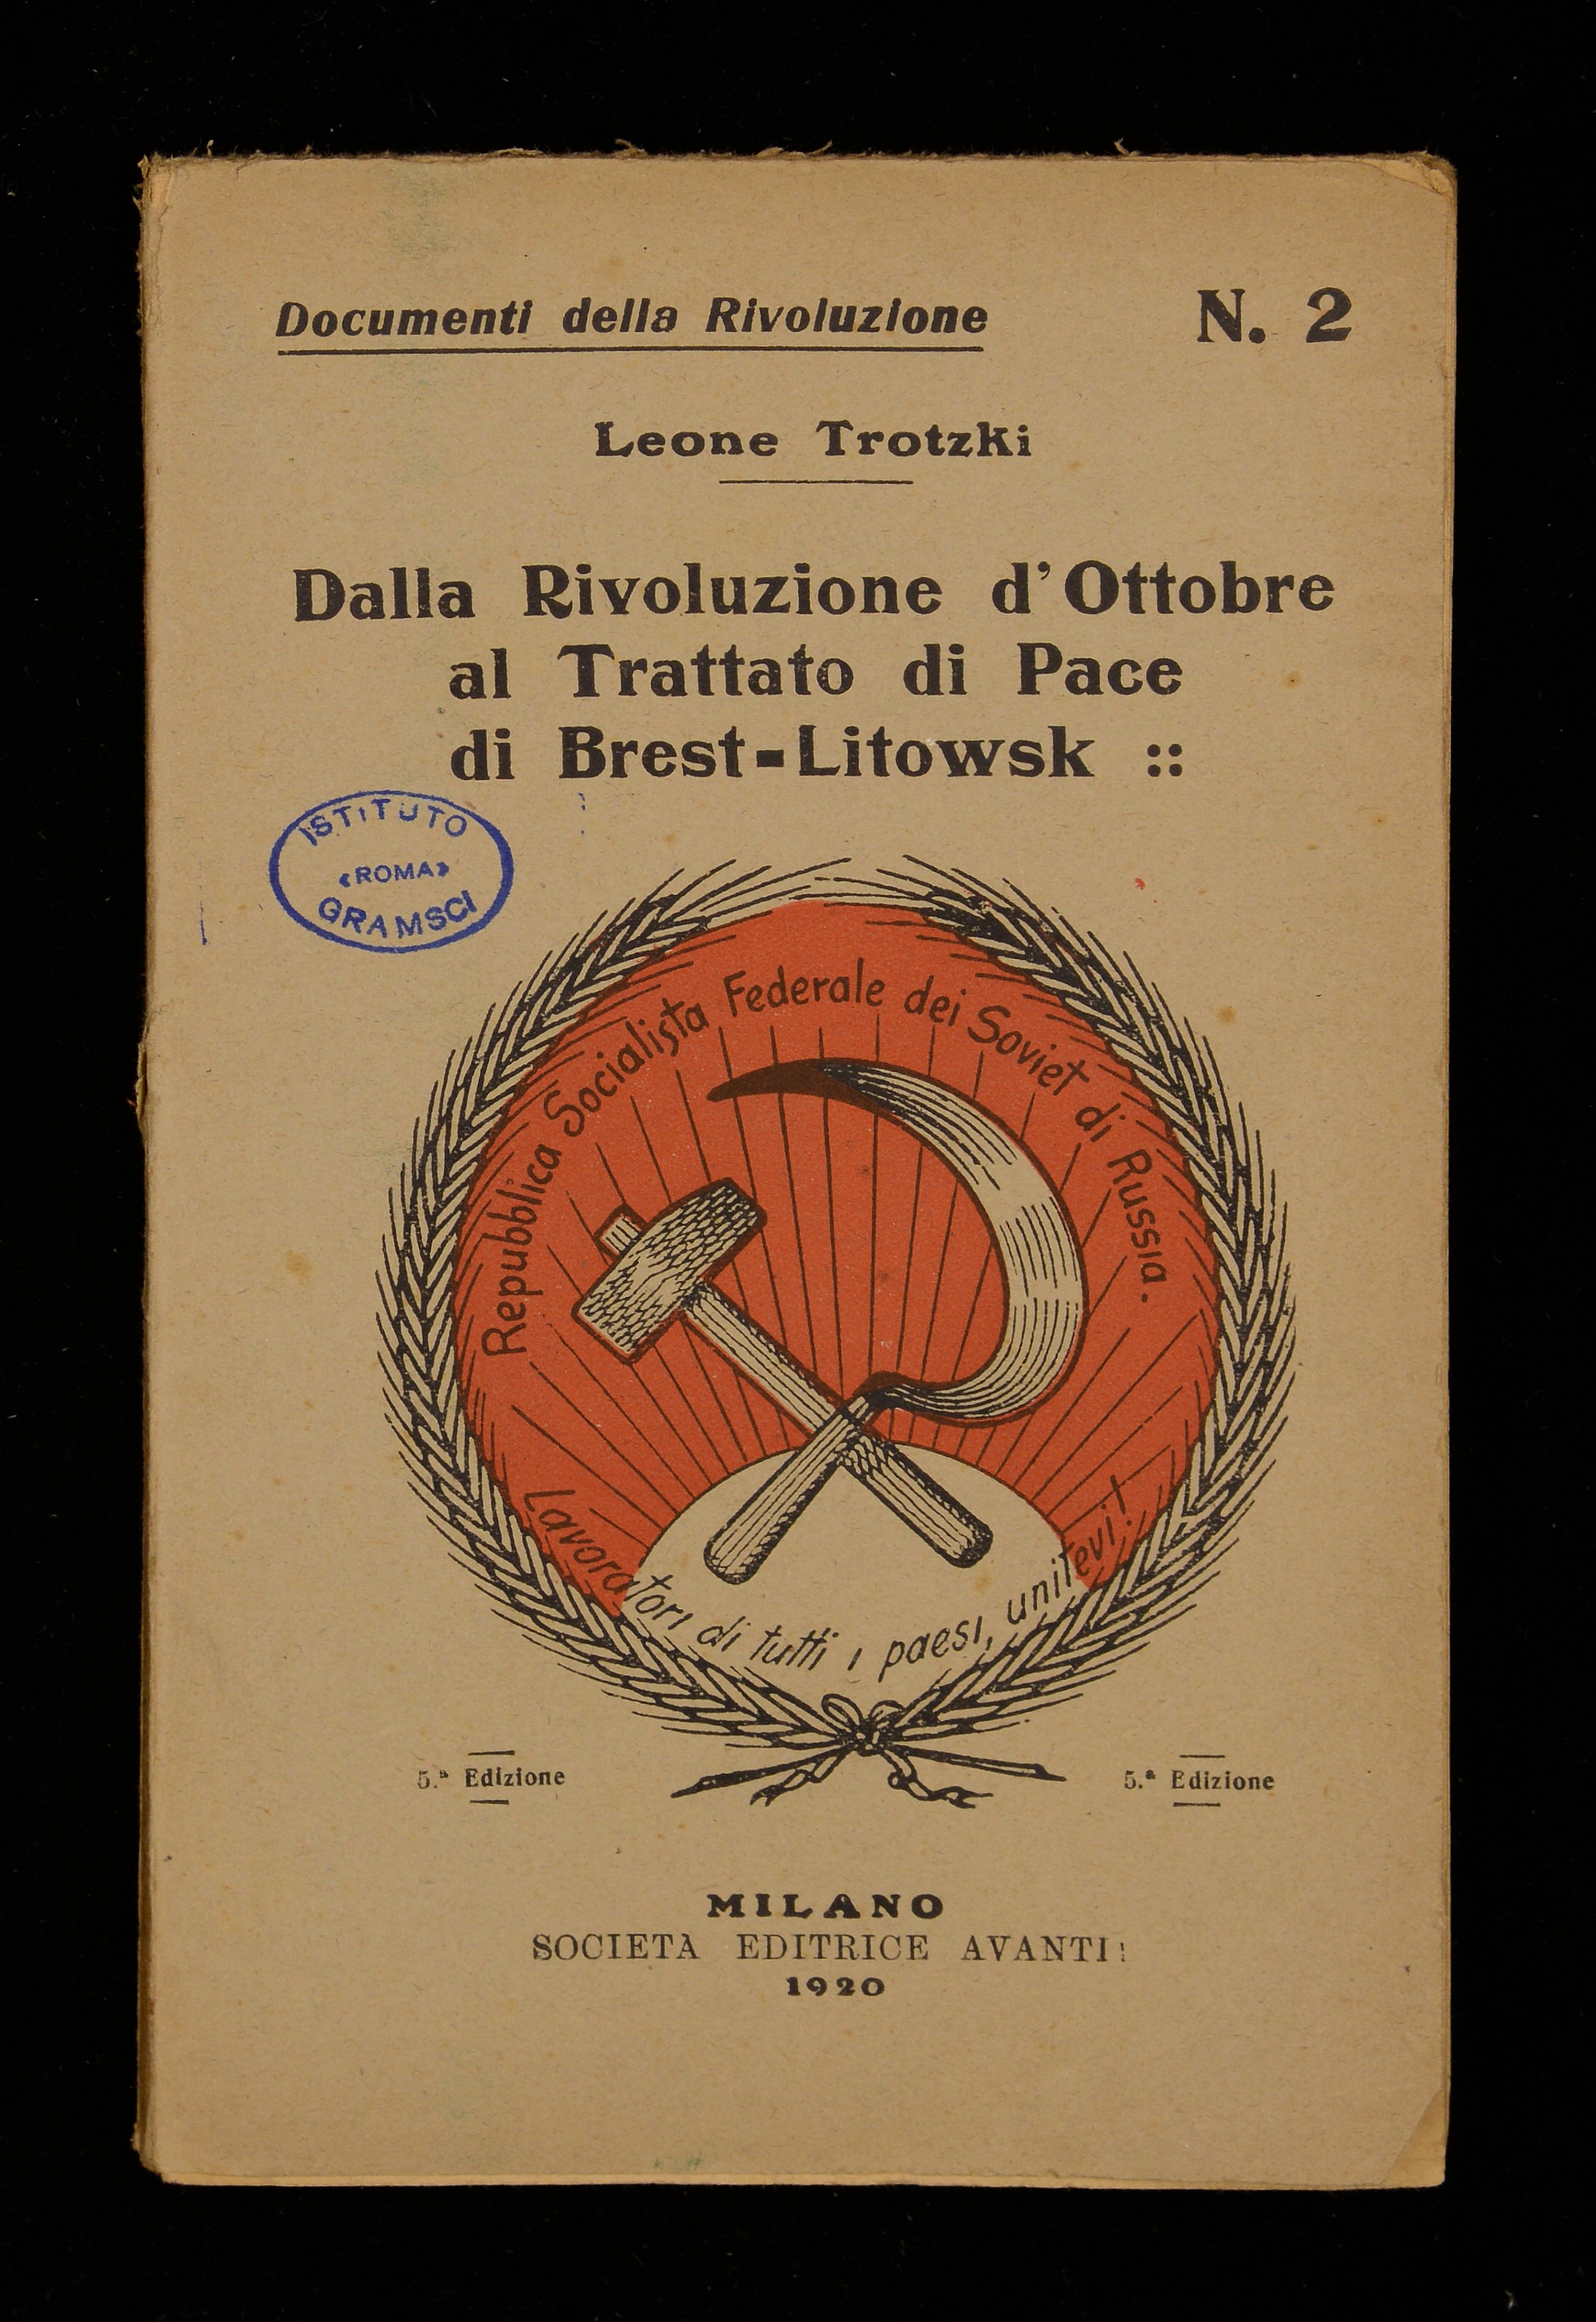 Documenti della Rivoluzione
N. 2
Leone Trotzki
Dalla Rivoluzione d'Ottobre
al Trattato di Pace
di Brest-Litowsk ::
ISTITUTO
«ROMA»
GRAMSCI
Repubblica Socialista Federale dei Soviet di Russia.
Lavoratori di tutti i paesi, unitevi!
5.ª Edizione
5.ª Edizione
MILANO
SOCIETA EDITRICE AVANTI!
1920